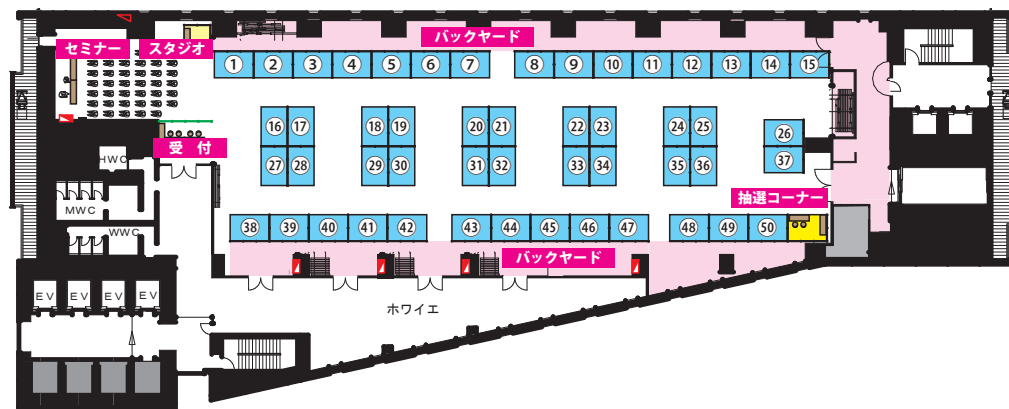 バックヤード
セミナー スタジオ
① ② ③ ④ ⑤ ⑥ ⑦ ⑧ ⑨ ⑩ ⑪ ⑫ ⑬ ⑭ ⑮
⑯ ⑰ ⑱ ⑲ ⑳ ㉑ ㉒ ㉓ ㉔ ㉕ ㉖
受 付
HWC
㉗ ㉘ ㉙ ㉚ ㉛ ㉜ ㉝ ㉞ ㉟ ㊱ ㊲
MWC
抽選コーナー
WWC
㊳ ㊴ ㊵ ㊶ ㊷ ㊸ ㊹ ㊺ ㊻ ㊼ ㊽ ㊾ ㊿
バックヤード
EV EV EV EV
ホワイエ